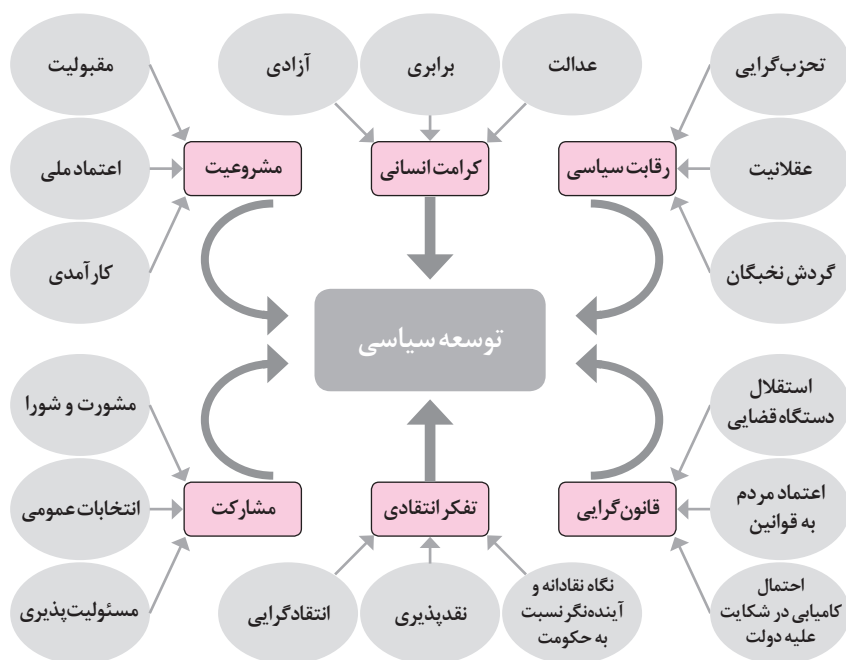 تحزب‌گرایی
عدالت
برابری
آزادی
مقبولیت
عقلانیت
رقابت سیاسی
کرامت انسانی
مشروعیت
اعتماد ملی
گردش نخبگان
کارآمدی
توسعه سیاسی
استقلال
دستگاه قضایی
مشورت و شورا
اعتماد مردم
به قوانین
قانون‌گرایی
تفکر انتقادی
مشارکت
انتخابات عمومی
احتمال
کامیابی در شکایت
علیه دولت
نگاه نقادانه و
آینده‌نگر نسبت
به حکومت
نقدپذیری
انتقادگرایی
مسئولیت‌پذیری